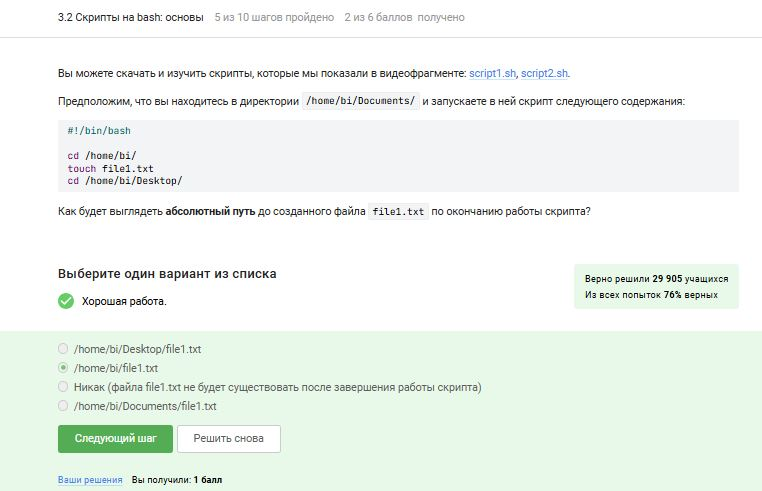 3.2 Скрипты на bash: основы 5 из 10 шагов пройдено 2 из 6 баллов получено
Вы можете скачать и изучить скрипты, которые мы показали в видеофрагменте: script1.sh, script2.sh.
Предположим, что вы находитесь в директории /home/bi/Documents/ и запускаете в ней скрипт следующего содержания:
#!/bin/bash
cd /home/bi/
touch file1.txt
cd /home/bi/Desktop/
Как будет выглядеть абсолютный путь до созданного файла file1.txt по окончанию работы скрипта?
Выберите один вариант из списка
Хорошая работа.
Верно решили 29 905 учащихся
Из всех попыток 76% верных
/home/bi/Desktop/file1.txt
/home/bi/file1.txt
Никак (файла file1.txt не будет существовать после завершения работы скрипта)
/home/bi/Documents/file1.txt
Следующий шаг Решить снова
Ваши решения Вы получили: 1 балл